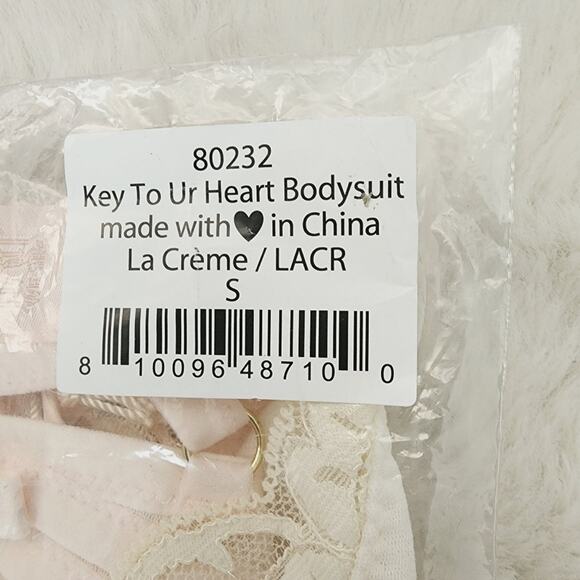 80232
Key To Ur Heart Bodysuit
made with♥ in China
La Crème / LACR
S
8 10096 48710 0